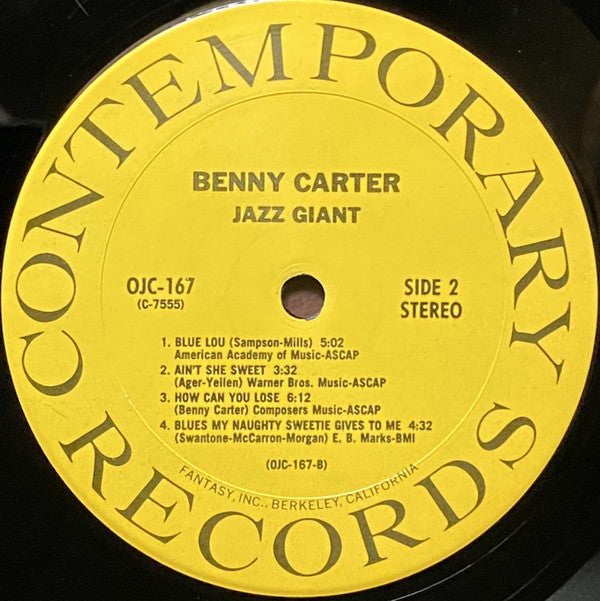 CONTEMPORARY RECORDS
BENNY CARTER
JAZZ GIANT
OJC-167
(C-7555)
SIDE 2
STEREO
1. BLUE LOU (Sampson-Mills) 5:02
American Academy of Music-ASCAP
2. AIN'T SHE SWEET 3:32
(Ager-Yellen) Warner Bros. Music-ASCAP
3. HOW CAN YOU LOSE 6:12
(Benny Carter) Composers Music-ASCAP
4. BLUES MY NAUGHTY SWEETIE GIVES TO ME 4:32
(Swantone-McCarron-Morgan) E. B. Marks-BMI
(OJC-167-B)
FANTASY, INC., BERKELEY, CALIFORNIA